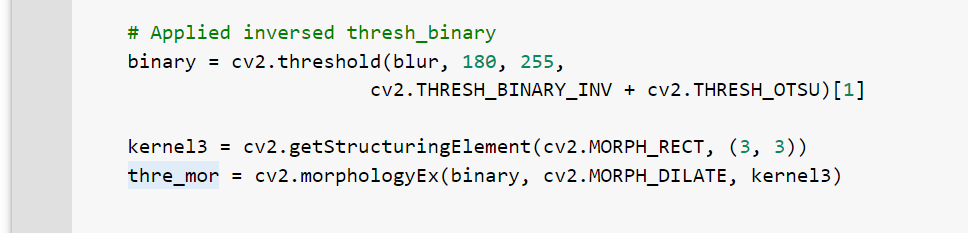 # Applied inversed thresh_binary
binary = cv2.threshold(blur, 180, 255,
cv2.THRESH_BINARY_INV + cv2.THRESH_OTSU)[1]
kernel3 = cv2.getStructuringElement(cv2.MORPH_RECT, (3, 3))
thre_mor = cv2.morphologyEx(binary, cv2.MORPH_DILATE, kernel3)